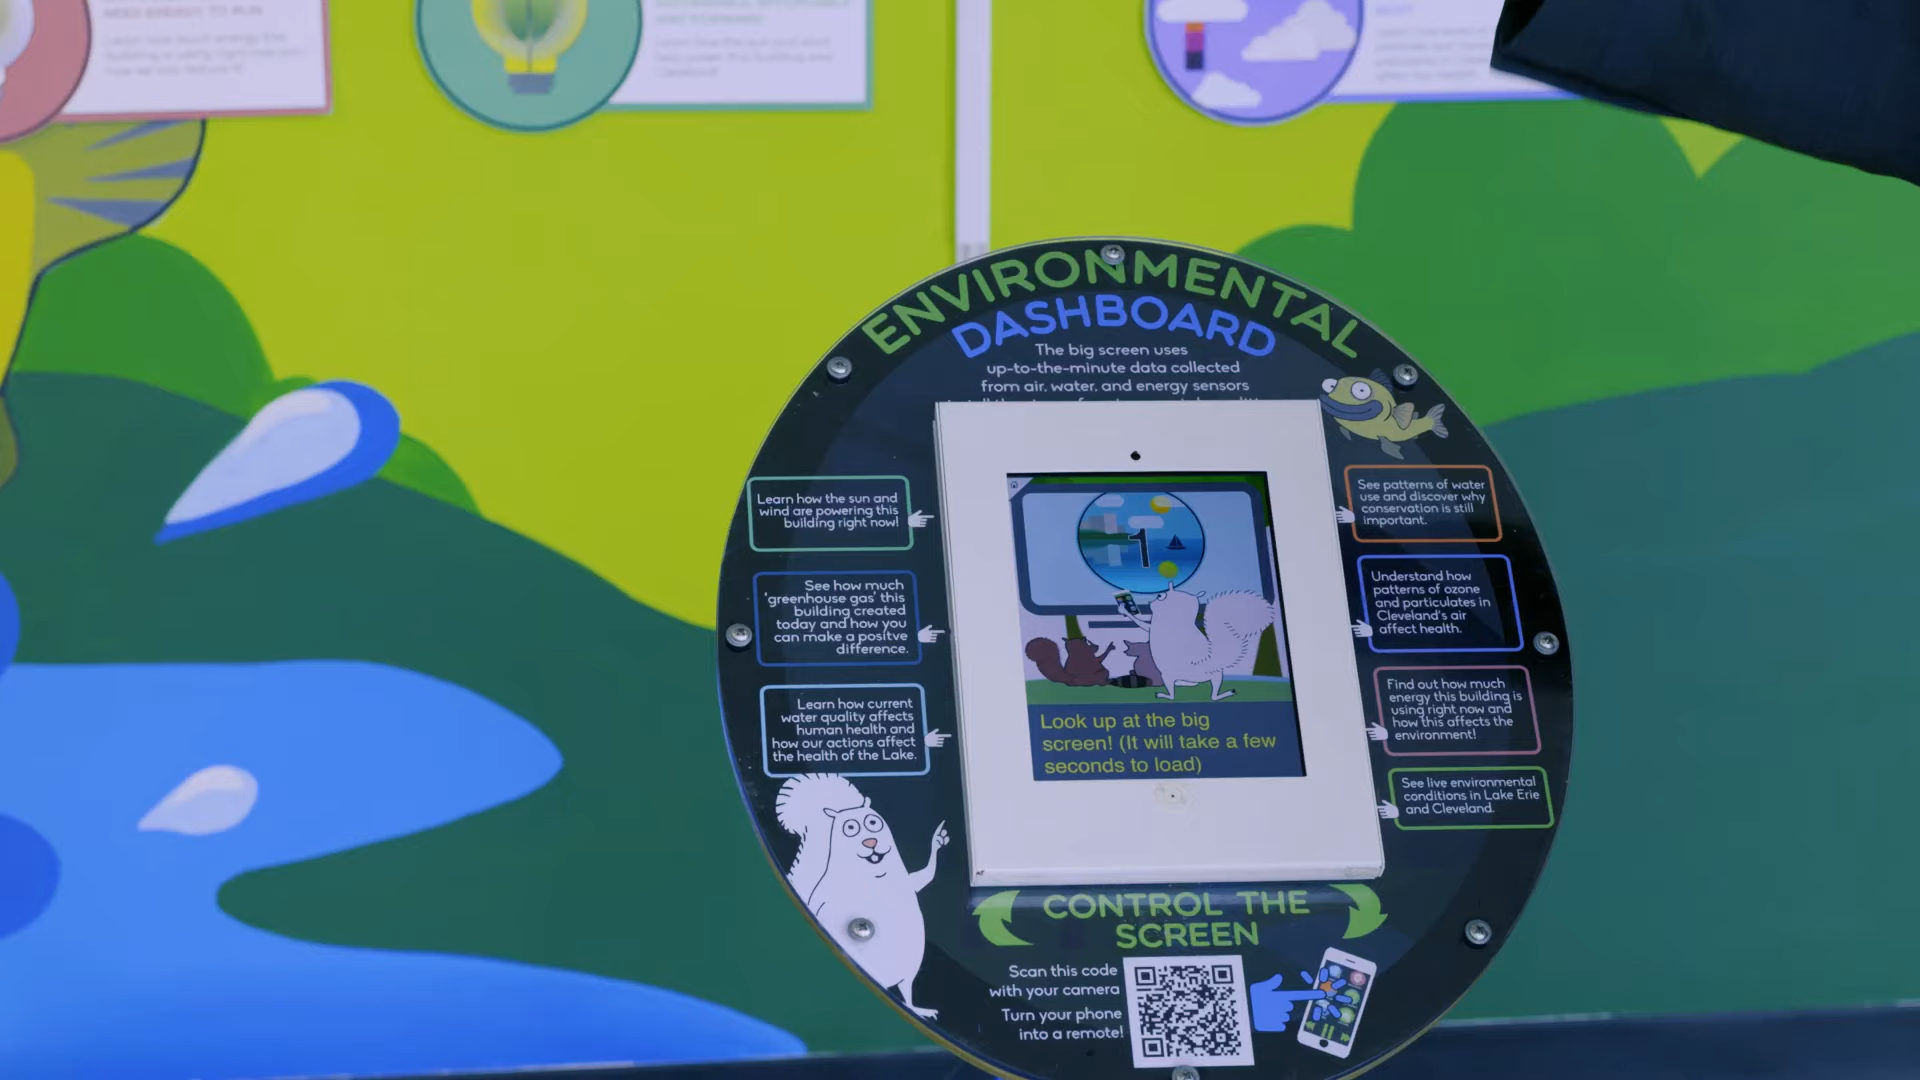 NEED ENERGY TO RUN
ENVIRONMENTAL
DASHBOARD
The big screen uses
up-to-the-minute data collected
from air, water, and energy sensors
Learn how the sun and
wind are powering this
building right now!
See how much
'greenhouse gas' this
building created
today and how you
can make a positve
difference.
Learn how current
water quality affects
human health and
how our actions affect
the health of the Lake.
1
Look up at the big
screen! (It will take a few
seconds to load)
See patterns of water
use and discover why
conservation is still
important.
Understand how
patterns of ozone
and particulates in
Cleveland's air
affect health.
Find out how much
energy this building is
using right now and
how this affects the
environment!
See live environmental
conditions in Lake Erie
and Cleveland.
CONTROL THE
SCREEN
Scan this code
with your camera
Turn your phone
into a remote!